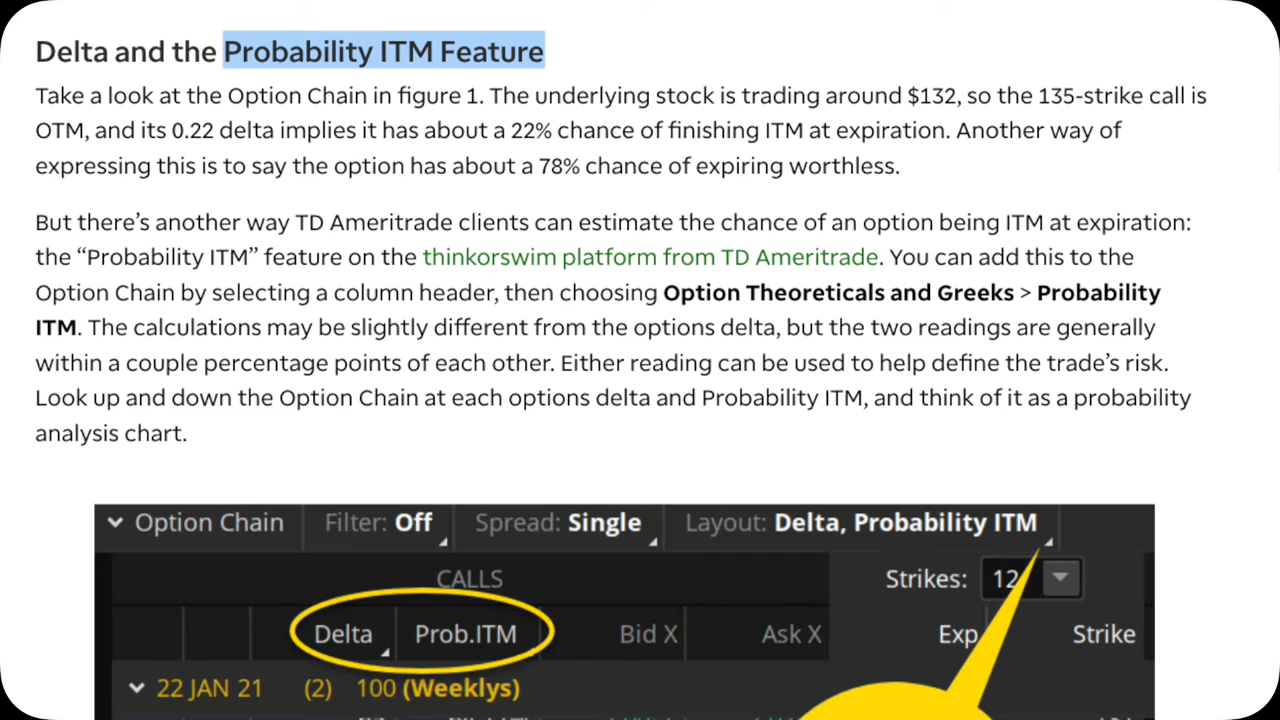 Delta and the Probability ITM Feature
Take a look at the Option Chain in figure 1. The underlying stock is trading around $132, so the 135-strike call is
OTM, and its 0.22 delta implies it has about a 22% chance of finishing ITM at expiration. Another way of
expressing this is to say the option has about a 78% chance of expiring worthless.
But there's another way TD Ameritrade clients can estimate the chance of an option being ITM at expiration:
the “Probability ITM” feature on the thinkorswim platform from TD Ameritrade. You can add this to the
Option Chain by selecting a column header, then choosing Option Theoreticals and Greeks > Probability
ITM. The calculations may be slightly different from the options delta, but the two readings are generally
within a couple percentage points of each other. Either reading can be used to help define the trade's risk.
Look up and down the Option Chain at each options delta and Probability ITM, and think of it as a probability
analysis chart.
Option Chain Filter: Off Spread: Single Layout: Delta, Probability ITM
CALLS Strikes: 12
Delta Prob.ITM Bid X Ask X Exp Strike
22 JAN 21 (2) 100 (Weeklys)